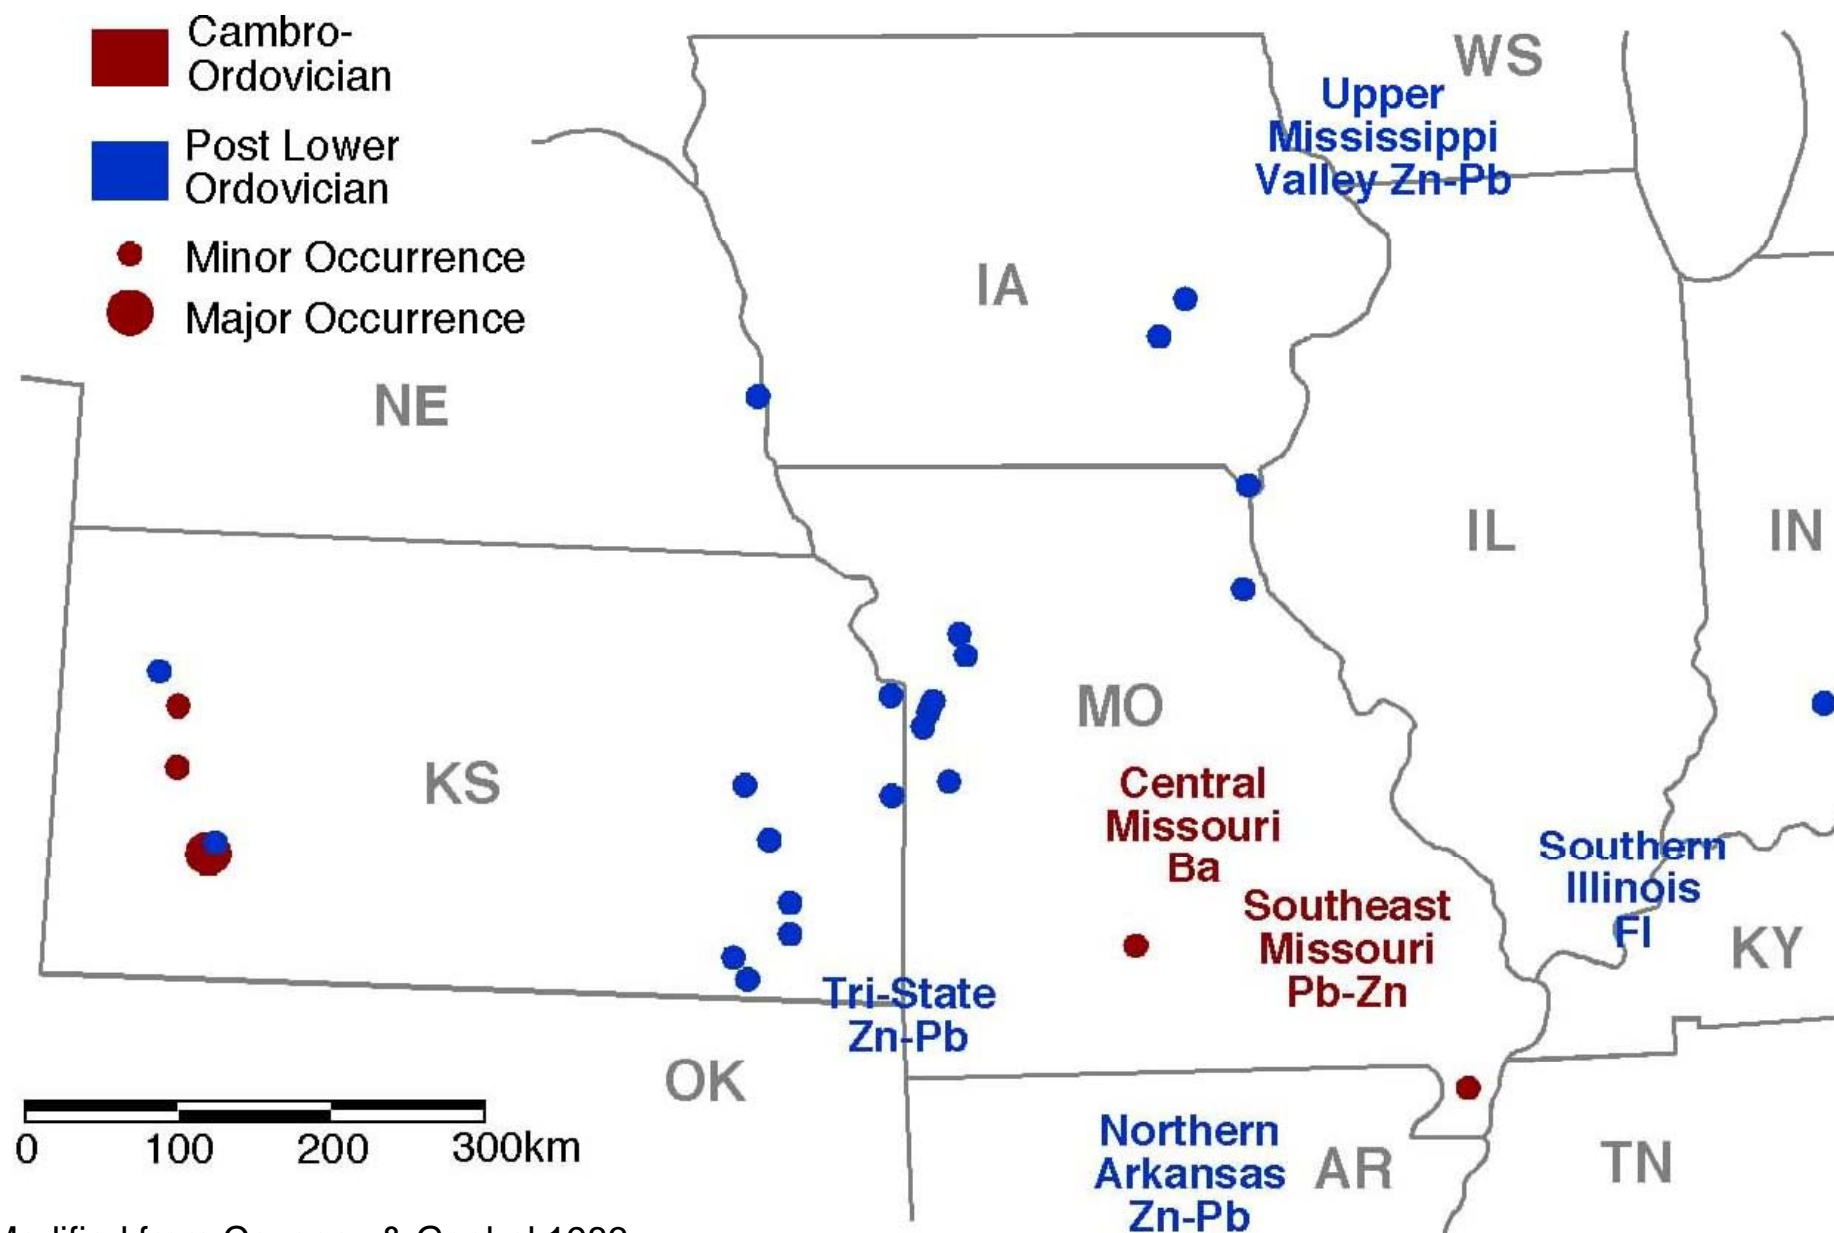 Cambro-
Ordovician
Post Lower
Ordovician
Minor Occurrence
Major Occurrence
WS
Upper
Mississippi
Valley Zn-Pb
IA
NE
IL
IN
KS
MO
Central
Missouri
Ba
Southeast
Missouri
Pb-Zn
Southern
Illinois
Fl
KY
Tri-State
Zn-Pb
OK
Northern
Arkansas
Zn-Pb
AR
TN
0 100 200 300km